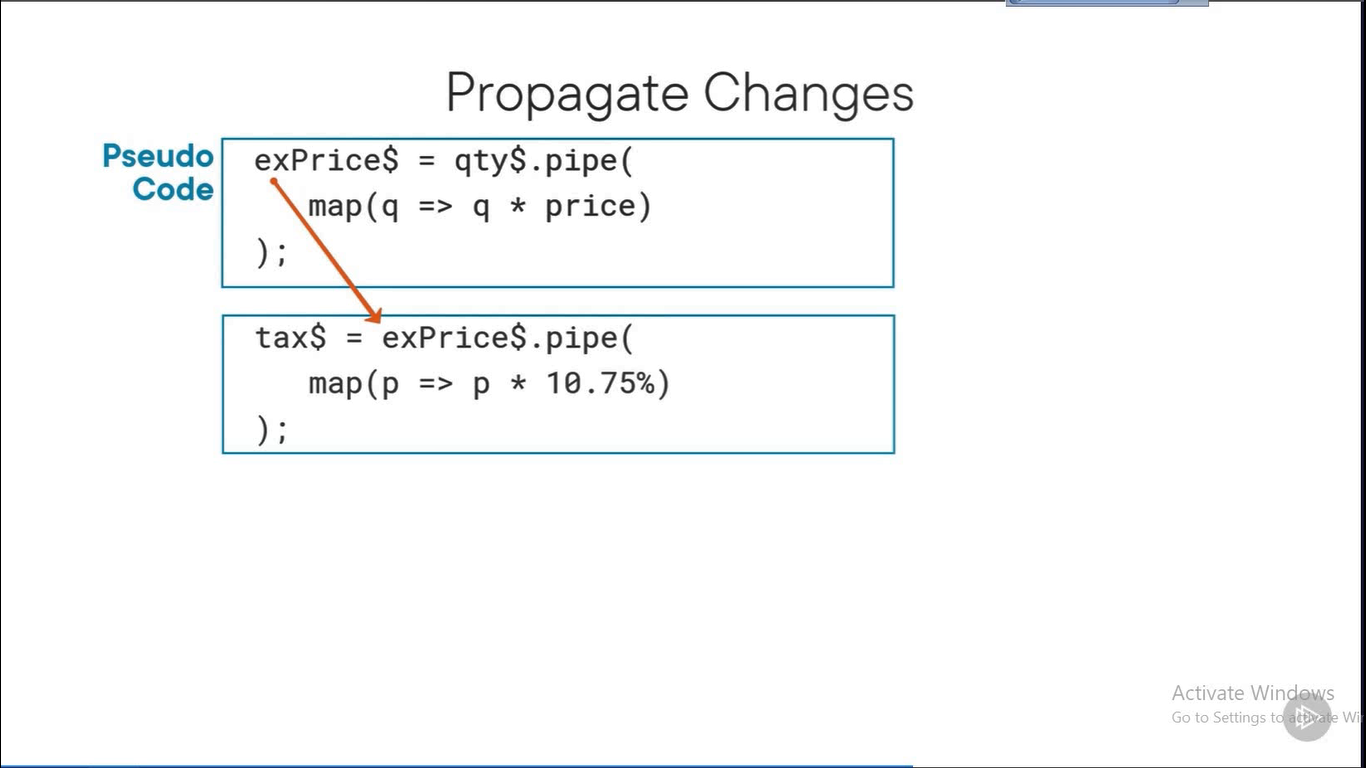 Propagate Changes
Pseudo
Code
exPrice$ = qty$.pipe(
map(q => q * price)
);
tax$ = exPrice$.pipe(
map(p => p * 10.75%)
);
Activate Windows
Go to Settings to activate